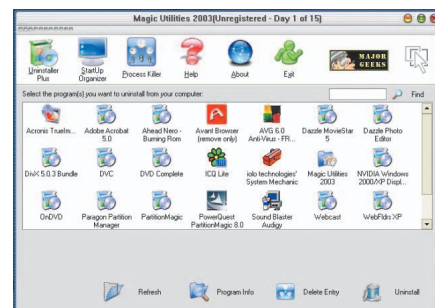 Magic Utilities 2003(Unregistered - Day 1 of 15)
Uninstaller Plus
StartUp Organizer
Process Killer
Help
About
Exit
MAJOR GEEKS
Select the program(s) you want to uninstall from your computer:
Find
Acronis TrueIm...
Adobe Acrobat 5.0
Ahead Nero - Burning Rom
Avant Browser (remove only)
AVG 6.0 Anti-Virus - FR...
Dazzle MovieStar 5
Dazzle Photo Editor
DivX 5.0.3 Bundle
DVC
DVD Complete
ICQ Lite
iolo technologies' System Mechanic
Magic Utilities 2003
NVIDIA Windows 2000/XP Displ...
OnDVD
Paragon Partition Manager
PartitionMagic
PowerQuest PartitionMagic 8.0
Sound Blaster Audigy
Webcast
WebFldrs XP
Refresh
Program Info
Delete Entry
Uninstall